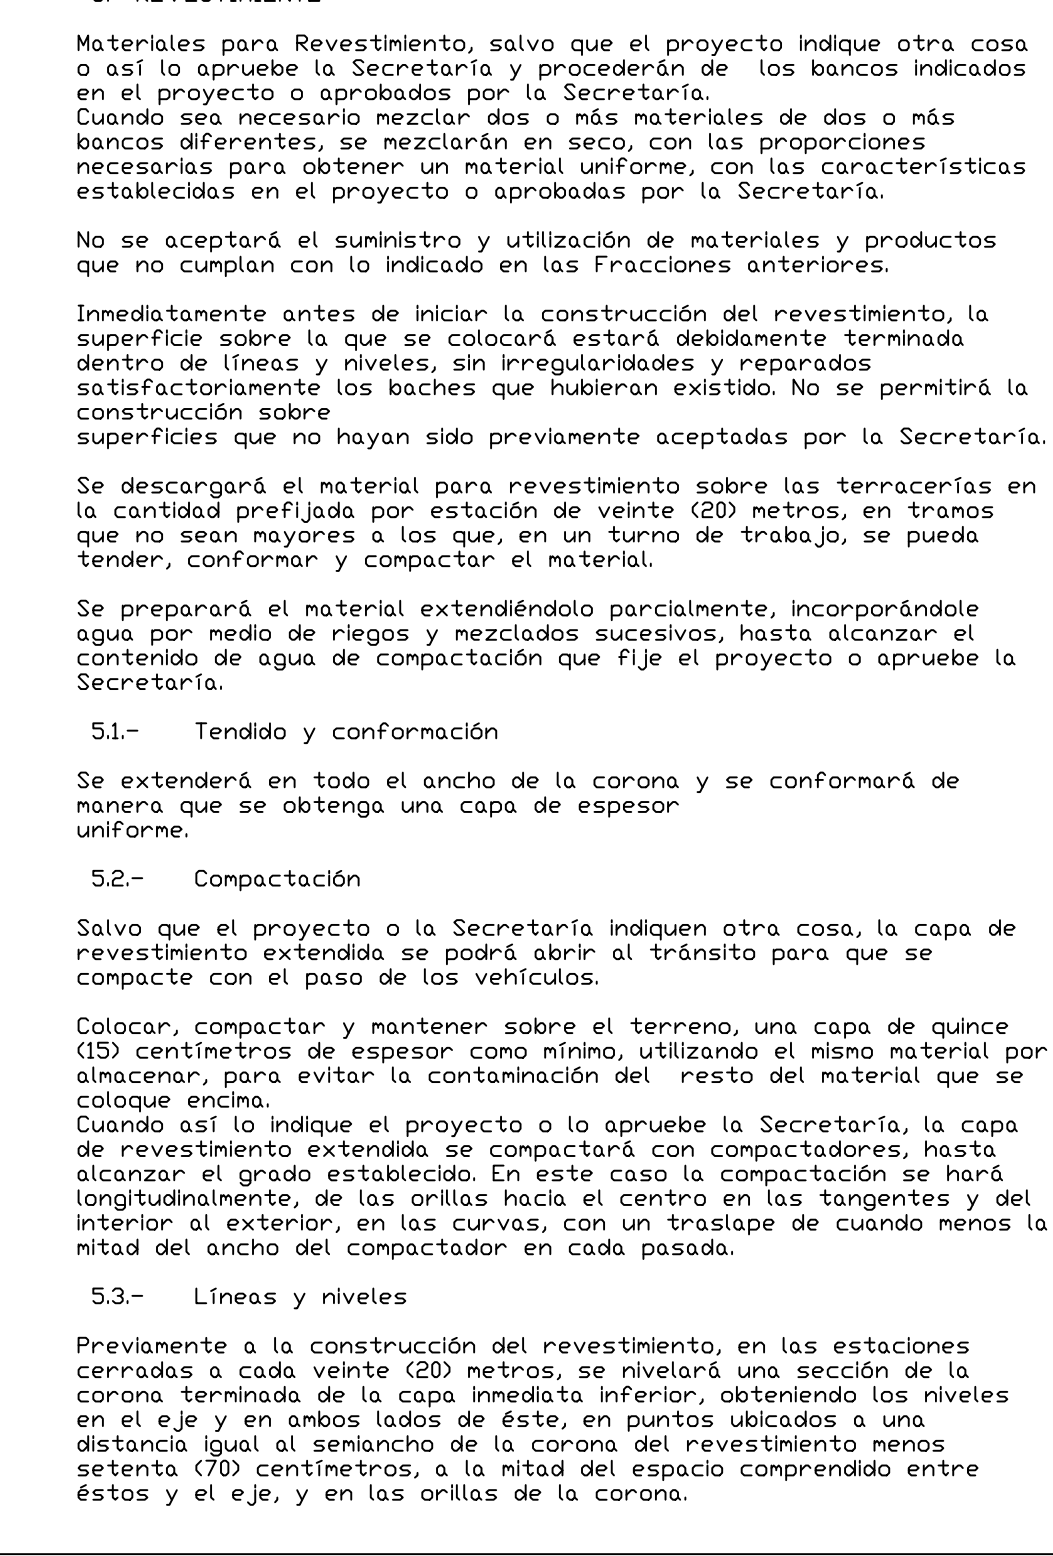 Materiales para Revestimiento, salvo que el proyecto indique otra cosa
o así lo apruebe la Secretaría y procederán de los bancos indicados
en el proyecto o aprobados por la Secretaría.
Cuando sea necesario mezclar dos o más materiales de dos o más
bancos diferentes, se mezclarán en seco, con las proporciones
necesarias para obtener un material uniforme, con las características
establecidas en el proyecto o aprobadas por la Secretaría.
No se aceptará el suministro y utilización de materiales y productos
que no cumplan con lo indicado en las Fracciones anteriores.
Inmediatamente antes de iniciar la construcción del revestimiento, la
superficie sobre la que se colocará estará debidamente terminada
dentro de líneas y niveles, sin irregularidades y reparados
satisfactoriamente los baches que hubieran existido. No se permitirá la
construcción sobre
superficies que no hayan sido previamente aceptadas por la Secretaría.
Se descargará el material para revestimiento sobre las terracerías en
la cantidad prefijada por estación de veinte (20) metros, en tramos
que no sean mayores a los que, en un turno de trabajo, se pueda
tender, conformar y compactar el material.
Se preparará el material extendiéndolo parcialmente, incorporándole
agua por medio de riegos y mezclados sucesivos, hasta alcanzar el
contenido de agua de compactación que fije el proyecto o apruebe la
Secretaría.
5.1.- Tendido y conformación
Se extenderá en todo el ancho de la corona y se conformará de
manera que se obtenga una capa de espesor
uniforme.
5.2.- Compactación
Salvo que el proyecto o la Secretaría indiquen otra cosa, la capa de
revestimiento extendida se podrá abrir al tránsito para que se
compacte con el paso de los vehículos.
Colocar, compactar y mantener sobre el terreno, una capa de quince
(15) centímetros de espesor como mínimo, utilizando el mismo material por
almacenar, para evitar la contaminación del resto del material que se
coloque encima.
Cuando así lo indique el proyecto o lo apruebe la Secretaría, la capa
de revestimiento extendida se compactará con compactadores, hasta
alcanzar el grado establecido. En este caso la compactación se hará
longitudinalmente, de las orillas hacia el centro en las tangentes y del
interior al exterior, en las curvas, con un traslape de cuando menos la
mitad del ancho del compactador en cada pasada.
5.3.- Líneas y niveles
Previamente a la construcción del revestimiento, en las estaciones
cerradas a cada veinte (20) metros, se nivelará una sección de la
corona terminada de la capa inmediata inferior, obteniendo los niveles
en el eje y en ambos lados de éste, en puntos ubicados a una
distancia igual al semiancho de la corona del revestimiento menos
setenta (70) centímetros, a la mitad del espacio comprendido entre
éstos y el eje, y en las orillas de la corona.